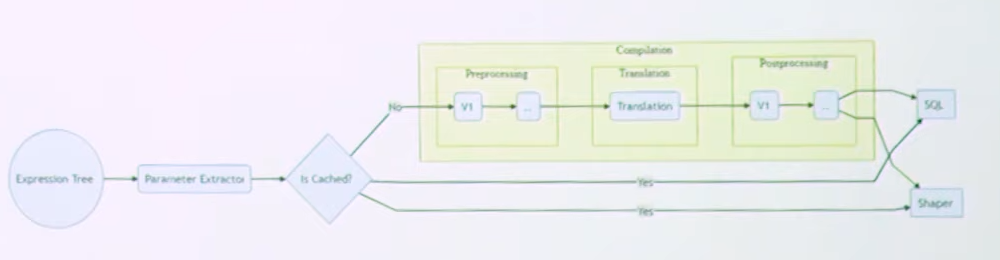 Compilation
Preprocessing
Translation
Postprocessing
No
V1
...
Translation
V1
...
SQL
Expression Tree
Parameter Extractor
Is Cached?
Yes
Shaper
Yes